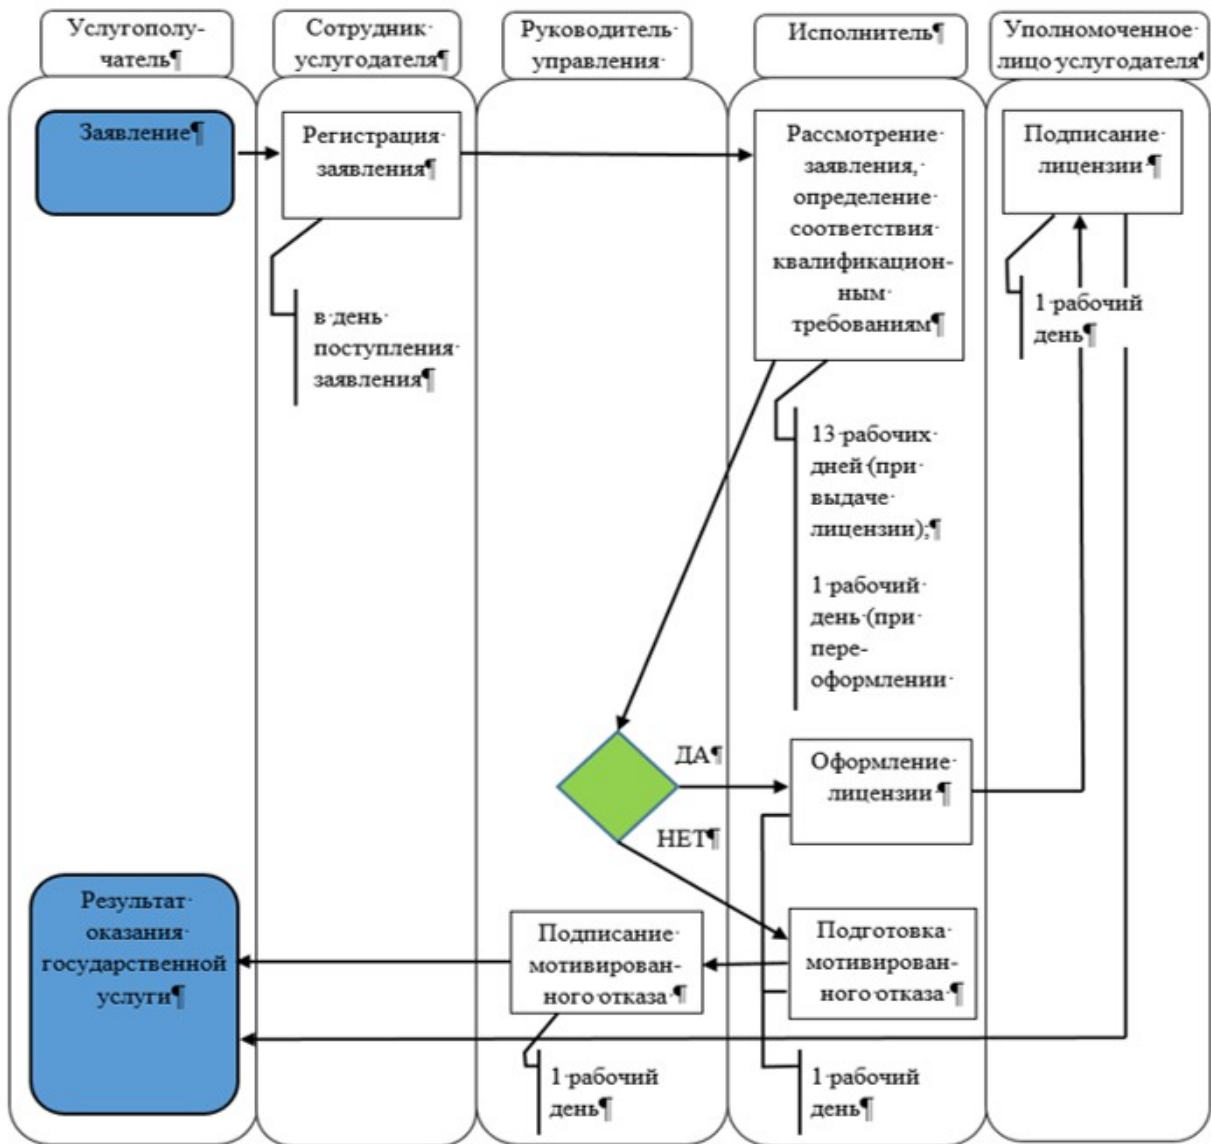 Услугополу-
чатель¶
Сотрудник·
услугодателя¶
Руководитель·
управления·
Исполнитель¶
Уполномоченное·
лицо услугодателя¶
Заявление¶
Регистрация·
заявления¶
Рассмотрение·
заявления,·
определение·
соответствия·
квалификацион-
ным·
требованиям¶
Подписание·
лицензии·¶
в·день·
поступления·
заявления¶
1·рабочий·
день¶
13·рабочих·
дней·(при·
выдаче·
лицензии);¶
1·рабочий·
день·(при·
пере-
оформлении·
ДА¶
НЕТ¶
Оформление·
лицензии·¶
Результат·
оказания·
государственной·
услуги¶
Подписание·
мотивирован-
ного·отказа·¶
Подготовка·
мотивирован-
ного·отказа·¶
1·рабочий·
день¶
1·рабочий·
день¶